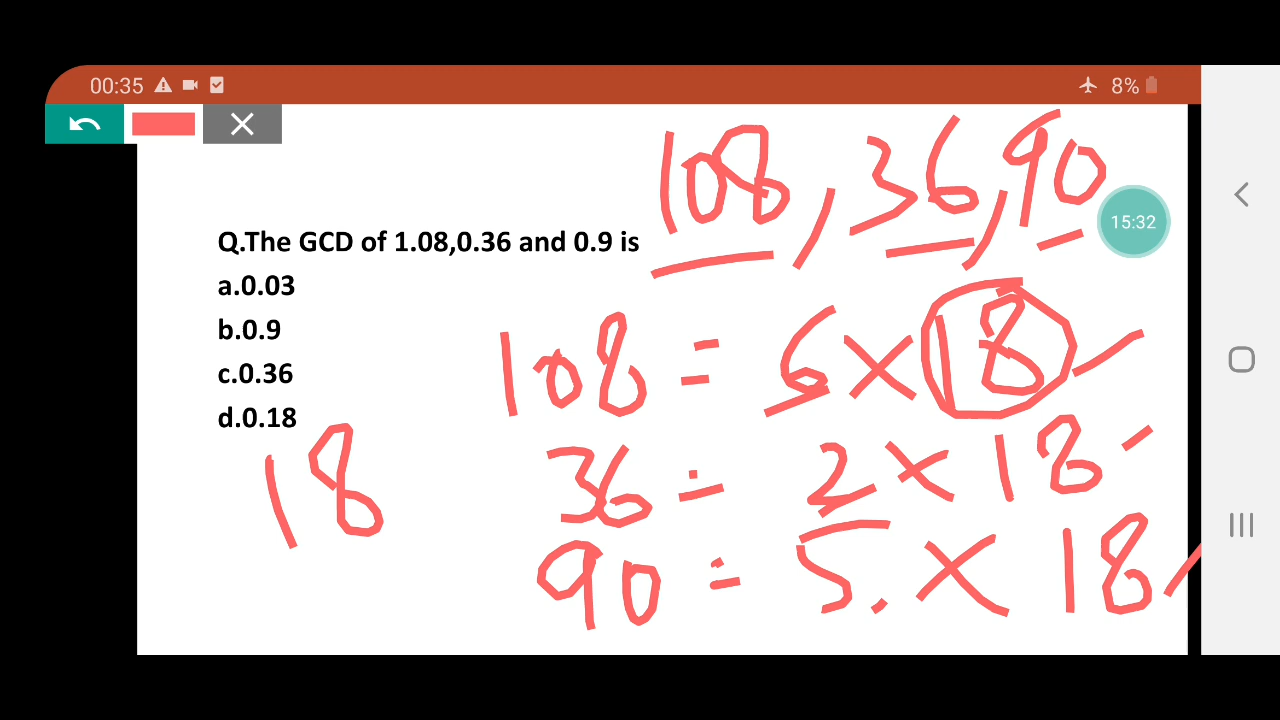 00:35
8%
108, 36, 90
15:32
Q.The GCD of 1.08,0.36 and 0.9 is
a.0.03
b.0.9
c.0.36
d.0.18
108 = 6 × 18
18
36 = 2 × 18
90 = 5 . × 18